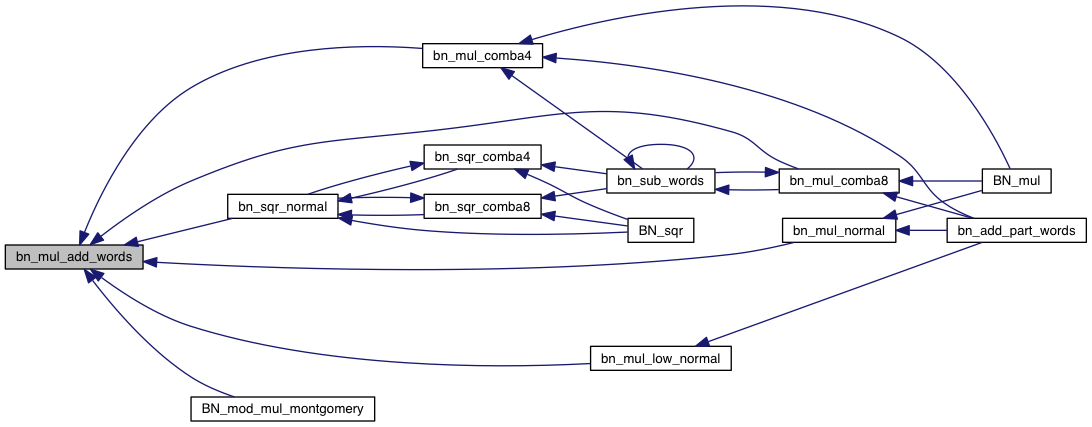 bn_mul_comba4
bn_sqr_comba4
bn_sub_words
bn_mul_comba8
BN_mul
bn_sqr_normal
bn_sqr_comba8
BN_sqr
bn_mul_normal
bn_add_part_words
bn_mul_add_words
bn_mul_low_normal
BN_mod_mul_montgomery